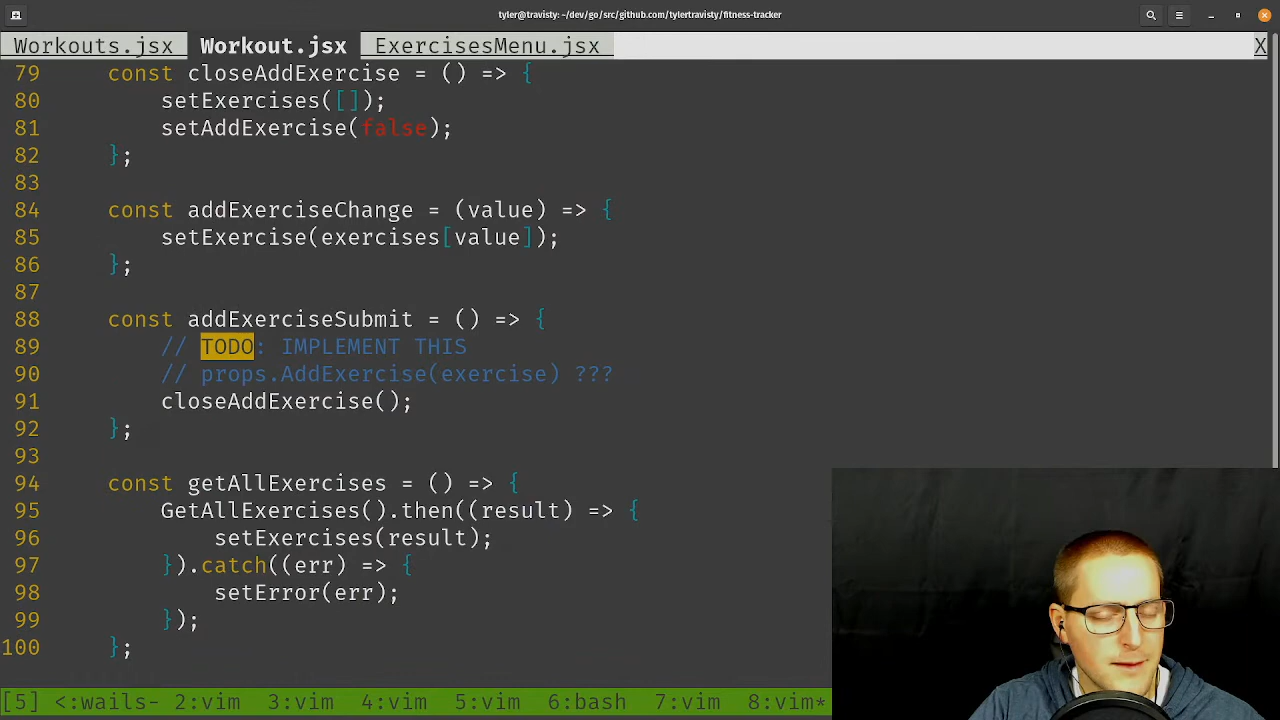 tyler@travisty:~/dev/go/src/github.com/tylertravisty/fitness-tracker
Workouts.jsx Workout.jsx ExercisesMenu.jsx X
79 const closeAddExercise = () => {
80 setExercises([]);
81 setAddExercise(false);
82 };
83
84 const addExerciseChange = (value) => {
85 setExercise(exercises[value]);
86 };
87
88 const addExerciseSubmit = () => {
89 // TODO: IMPLEMENT THIS
90 // props.AddExercise(exercise) ???
91 closeAddExercise();
92 };
93
94 const getAllExercises = () => {
95 GetAllExercises().then((result) => {
96 setExercises(result);
97 }).catch((err) => {
98 setError(err);
99 });
100 };
[5] <:wails- 2:vim 3:vim 4:vim 5:vim 6:bash 7:vim 8:vim*